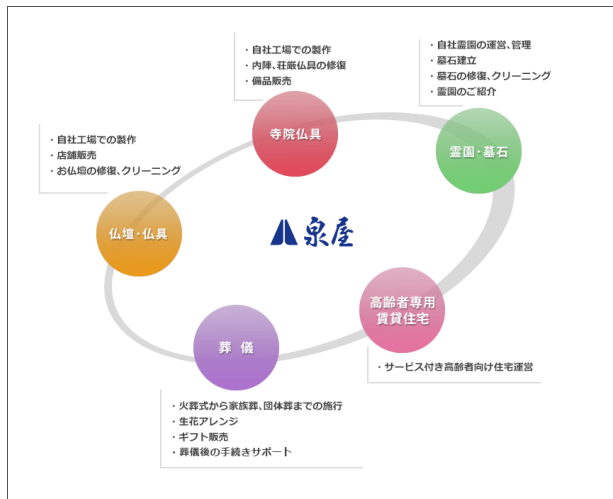 ・自社工場での製作
・内陣、荘厳仏具の修復
・備品販売
寺院仏具
・自社霊園の運営、管理
・墓石建立
・墓石の修復、クリーニング
・霊園のご紹介
霊園・墓石
・自社工場での製作
・店舗販売
・お仏壇の修復、クリーニング
仏壇・仏具
泉屋
高齢者専用
賃貸住宅
・サービス付き高齢者向け住宅運営
葬 儀
・火葬式から家族葬、団体葬までの施行
・生花アレンジ
・ギフト販売
・葬儀後の手続きサポート